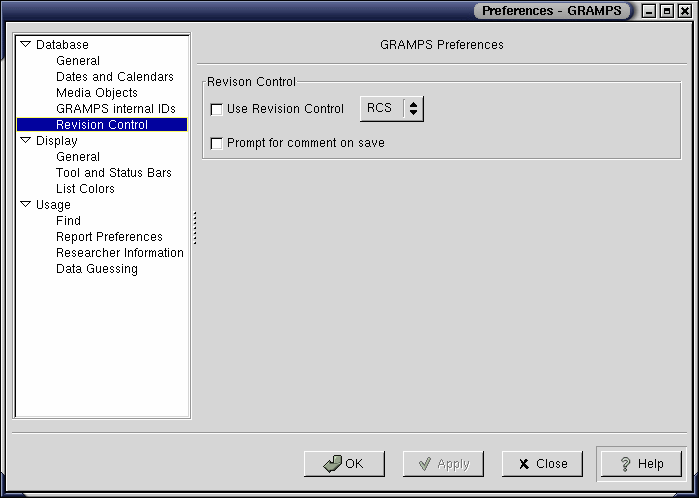 Preferences - GRAMPS
Database
General
Dates and Calendars
Media Objects
GRAMPS internal IDs
Revision Control
Display
General
Tool and Status Bars
List Colors
Usage
Find
Report Preferences
Researcher Information
Data Guessing
GRAMPS Preferences
Revison Control
Use Revision Control RCS
Prompt for comment on save
OK Apply Close Help